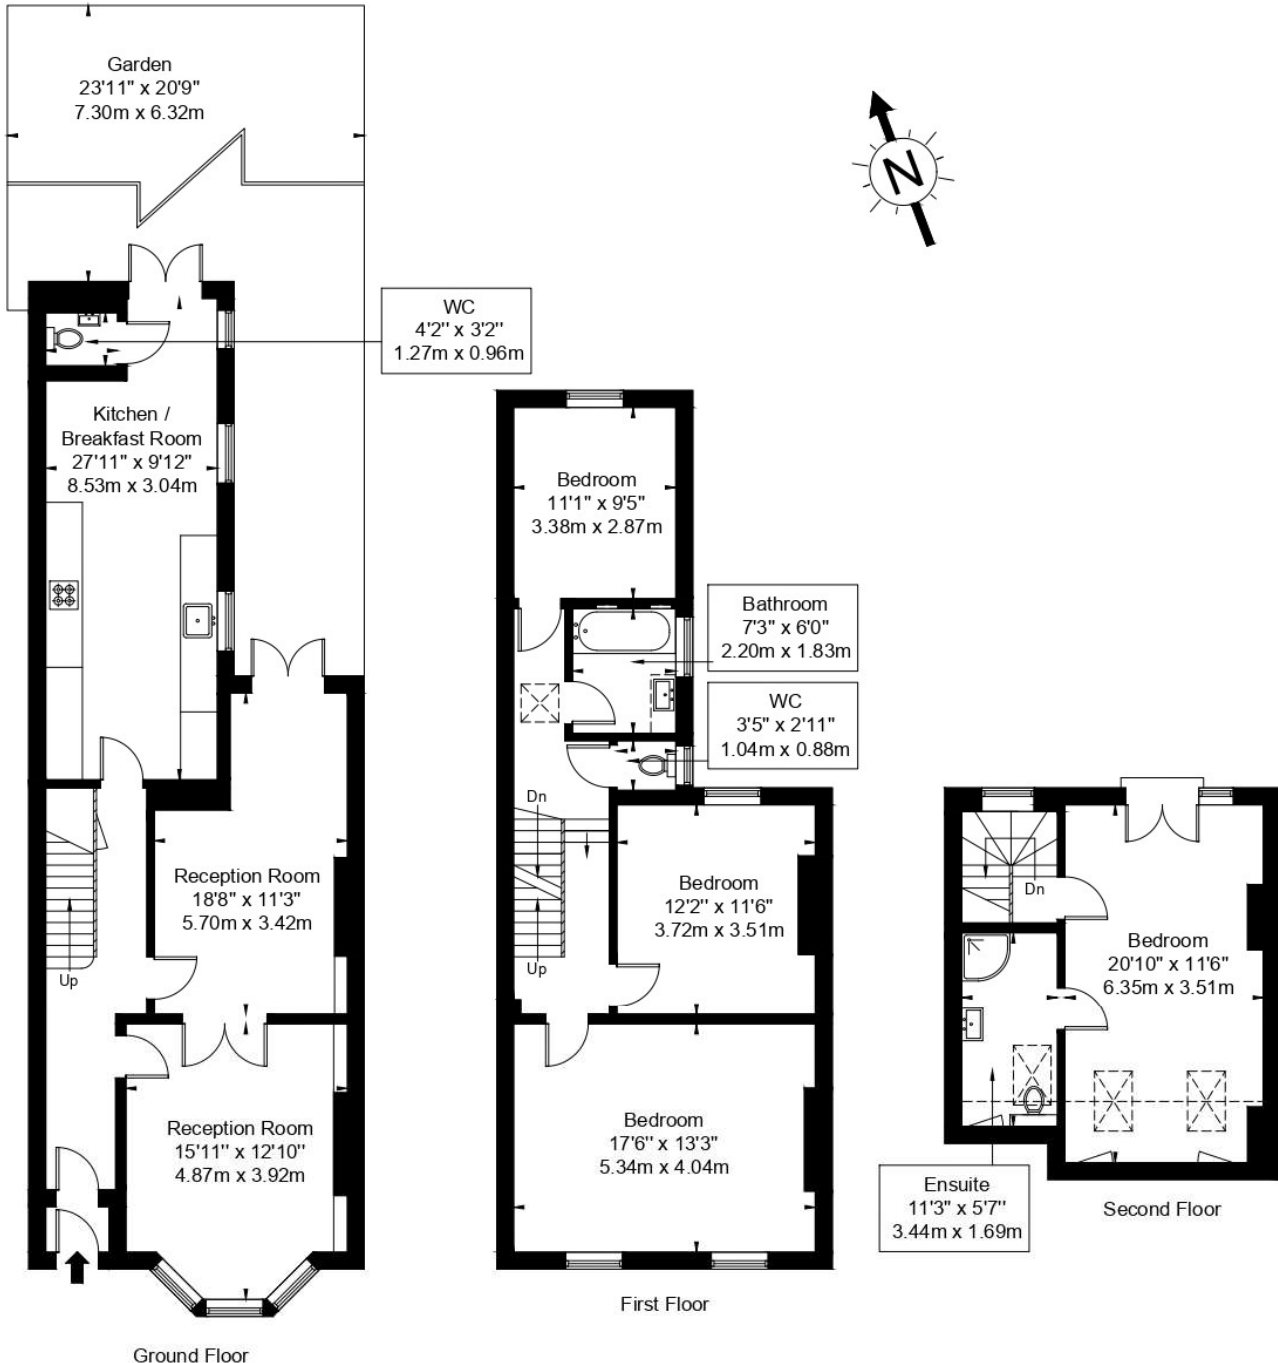 Garden
23'11" x 20'9"
7.30m x 6.32m
N
WC
4'2" x 3'2"
1.27m x 0.96m
Kitchen /
Breakfast Room
27'11" x 9'12"
8.53m x 3.04m
Reception Room
18'8" x 11'3"
5.70m x 3.42m
Up
Reception Room
15'11" x 12'10"
4.87m x 3.92m
Ground Floor
Bedroom
11'1" x 9'5"
3.38m x 2.87m
Bathroom
7'3" x 6'0"
2.20m x 1.83m
WC
3'5" x 2'11"
1.04m x 0.88m
Dn
Bedroom
12'2" x 11'6"
3.72m x 3.51m
Up
Bedroom
17'6" x 13'3"
5.34m x 4.04m
First Floor
Dn
Bedroom
20'10" x 11'6"
6.35m x 3.51m
Ensuite
11'3" x 5'7"
3.44m x 1.69m
Second Floor